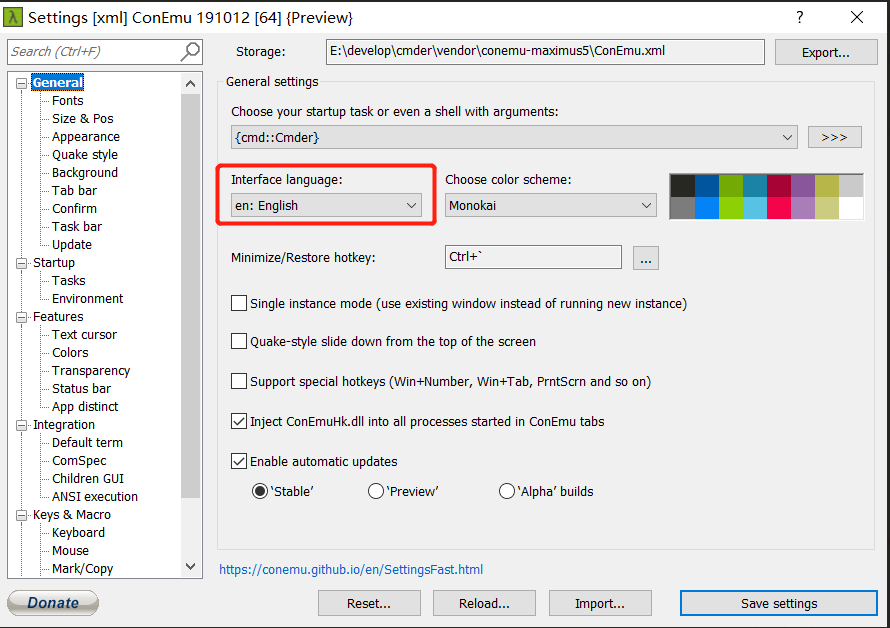 Settings [xml] ConEmu 191012 [64] {Preview}
?
Search (Ctrl+F)
Storage:
E:\develop\cmder\vendor\conemu-maximus5\ConEmu.xml
Export...
General
Fonts
Size & Pos
Appearance
Quake style
Background
Tab bar
Confirm
Task bar
Update
Startup
Tasks
Environment
Features
Text cursor
Colors
Transparency
Status bar
App distinct
Integration
Default term
ComSpec
Children GUI
ANSI execution
Keys & Macro
Keyboard
Mouse
Mark/Copy
General settings
Choose your startup task or even a shell with arguments:
{cmd::Cmder}
>>>
Interface language:
Choose color scheme:
en: English
Monokai
Minimize/Restore hotkey:
Ctrl+`
...
Single instance mode (use existing window instead of running new instance)
Quake-style slide down from the top of the screen
Support special hotkeys (Win+Number, Win+Tab, PrntScrn and so on)
Inject ConEmuHk.dll into all processes started in ConEmu tabs
Enable automatic updates
‘Stable’
‘Preview’
‘Alpha’ builds
https://conemu.github.io/en/SettingsFast.html
Donate
Reset...
Reload...
Import...
Save settings